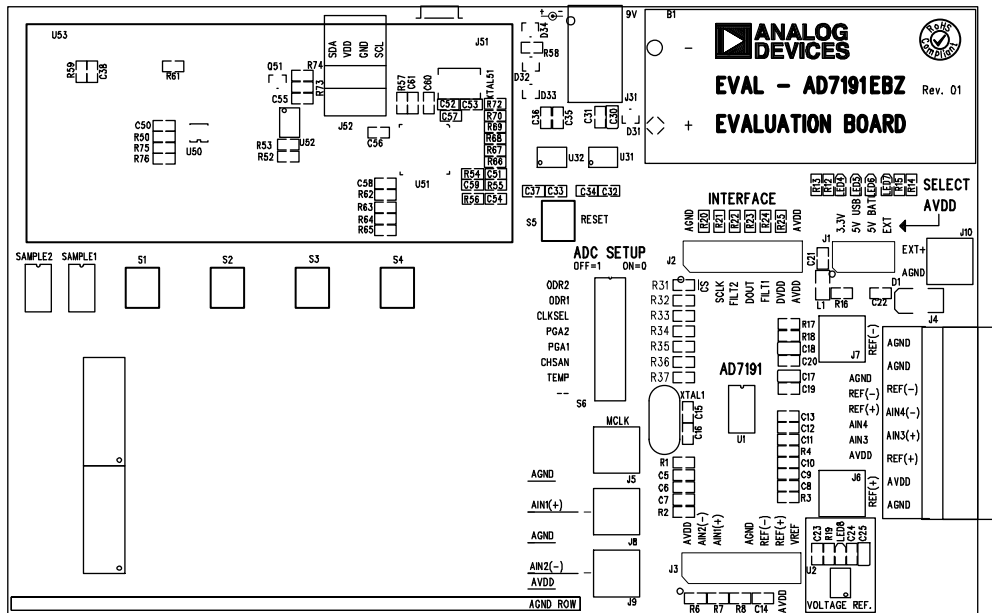 U53
R59
C38
R61
Q51
R74
R73
C55
SDA
VDD
GND
SCL
J52
J51
C50
R50
R75
R76
U50
R53
R52
U52
C56
R57
C61
C60
XTAL51
C52 C53
C57
R72
R70
R69
R68
R67
R66
R54 C51
C59 R55
R56 C54
U51
C58
R62
R63
R64
R65
D34
R58
D32
D33
+ -
9V
J31
C36
C35
C31
C30
D31
U32
U31
C37 C33
C34 C32
S5
RESET
B1
-
+
ANALOG
DEVICES
RoHS
Compliant
EVAL - AD7191EBZ Rev. 01
EVALUATION BOARD
SAMPLE2
SAMPLE1
S1
S2
S3
S4
ADC SETUP
OFF=1 ON=0
ODR2
ODR1
CLKSEL
PGA2
PGA1
CHSAN
TEMP
--
S6
INTERFACE
AGND
R20
R21
R22
R23
R24
R25
AVDD
J2
CS
SCLK
FILT2
DOUT
FILT1
DVDD
AVDD
R31
R32
R33
R34
R35
R36
R37
R13
R12
LED4
LED5
LED6
LED7
R15
R14
SELECT
AVDD
3.3V
5V USB
5V BATT
EXT
J1
C21
L1
R16
C22
D1
EXT+
AGND
J10
J4
R17
R18
C18
C20
C17
C19
J7
REF(-)
AD7191
U1
XTAL1
C15
C16
C13
C12
C11
R4
C10
C9
C8
R3
AGND
REF(-)
REF(+)
AIN4
AIN3
AVDD
AGND
AGND
REF(-)
AIN4(-)
AIN3(+)
REF(+)
AVDD
AGND
J6
REF(+)
MCLK
J5
AGND
AIN1(+)
J8
AGND
AIN2(-)
AVDD
J9
AGND ROW
R1
C5
C6
C7
R2
AVDD
AIN2(-)
AIN1(+)
AGND
REF(-)
REF(+)
VREF
J3
R6
R7
R8
C14
AVDD
C23
R19
LED8
C24
C25
U2
VOLTAGE REF.